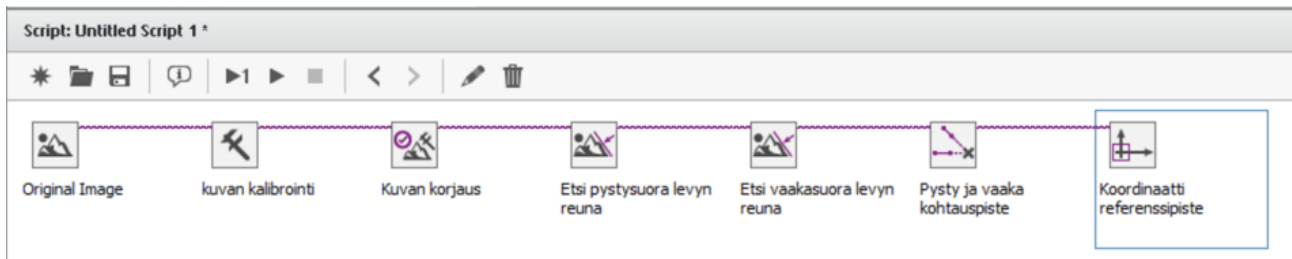 Script: Untitled Script 1 *
1
Original Image
kuvan kalibrointi
Kuvan korjaus
Etsi pystysuora levyn
reuna
Etsi vaakasuora levyn
reuna
Pysty ja vaaka
kohtauspiste
Koordinaatti
referenssipiste